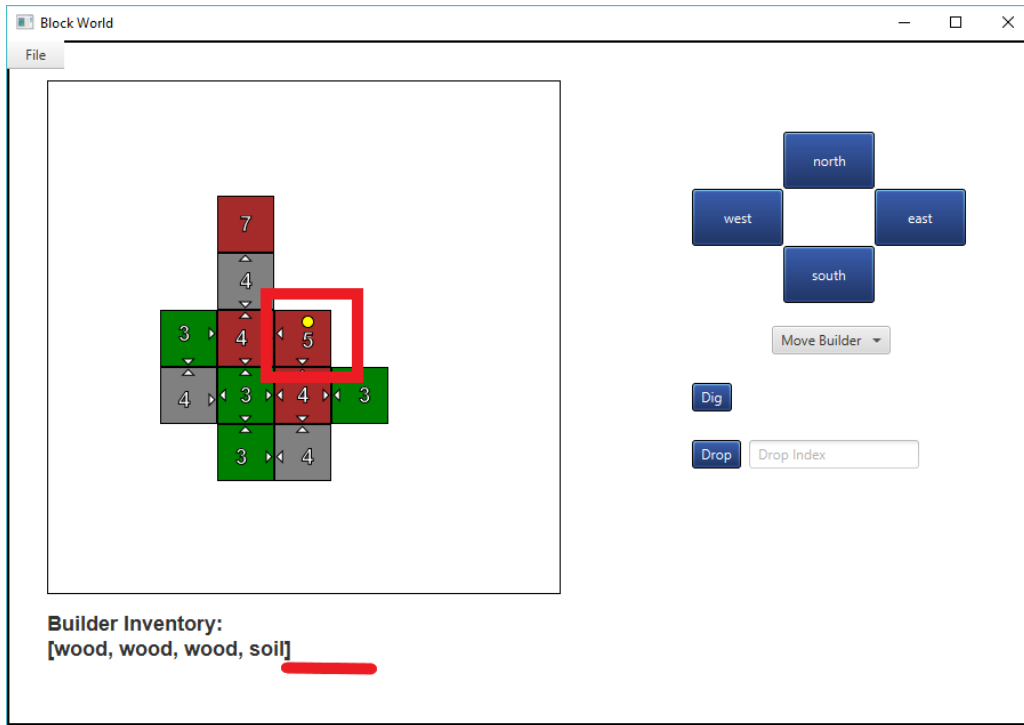 Block World
File
7
4
3 4 5
4 3 4 3
3 4
north
west east
south
Move Builder
Dig
Drop Drop Index
Builder Inventory:
[wood, wood, wood, soil]